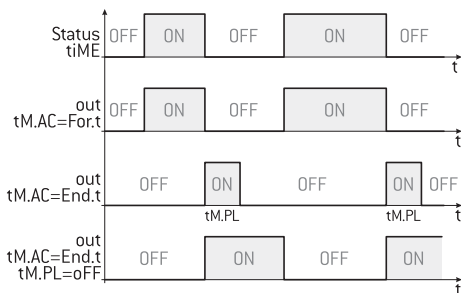 Status
tiME
OFF ON OFF ON OFF
t
out
tM.AC=For.t
OFF ON OFF ON OFF
t
out
tM.AC=End.t
OFF ON OFF ON OFF
tM.PL tM.PL
t
out
tM.AC=End.t
tM.PL=oFF
OFF ON OFF ON
t